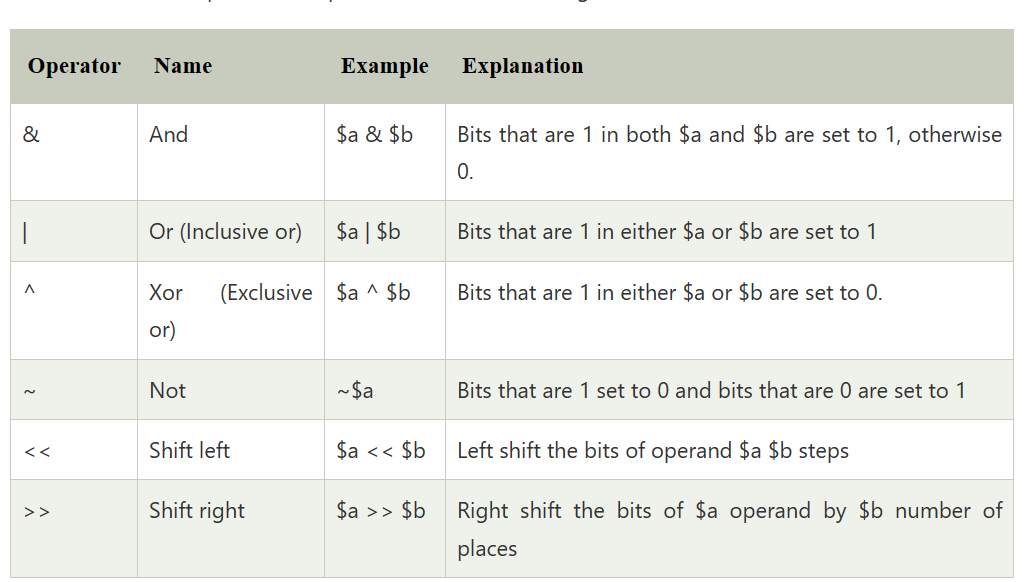 Operator Name Example Explanation
& And $a & $b Bits that are 1 in both $a and $b are set to 1, otherwise
0.
| Or (Inclusive or) $a | $b Bits that are 1 in either $a or $b are set to 1
^ Xor (Exclusive $a ^ $b Bits that are 1 in either $a or $b are set to 0.
or)
~ Not ~$a Bits that are 1 set to 0 and bits that are 0 are set to 1
<< Shift left $a << $b Left shift the bits of operand $a $b steps
>> Shift right $a >> $b Right shift the bits of $a operand by $b number of
places